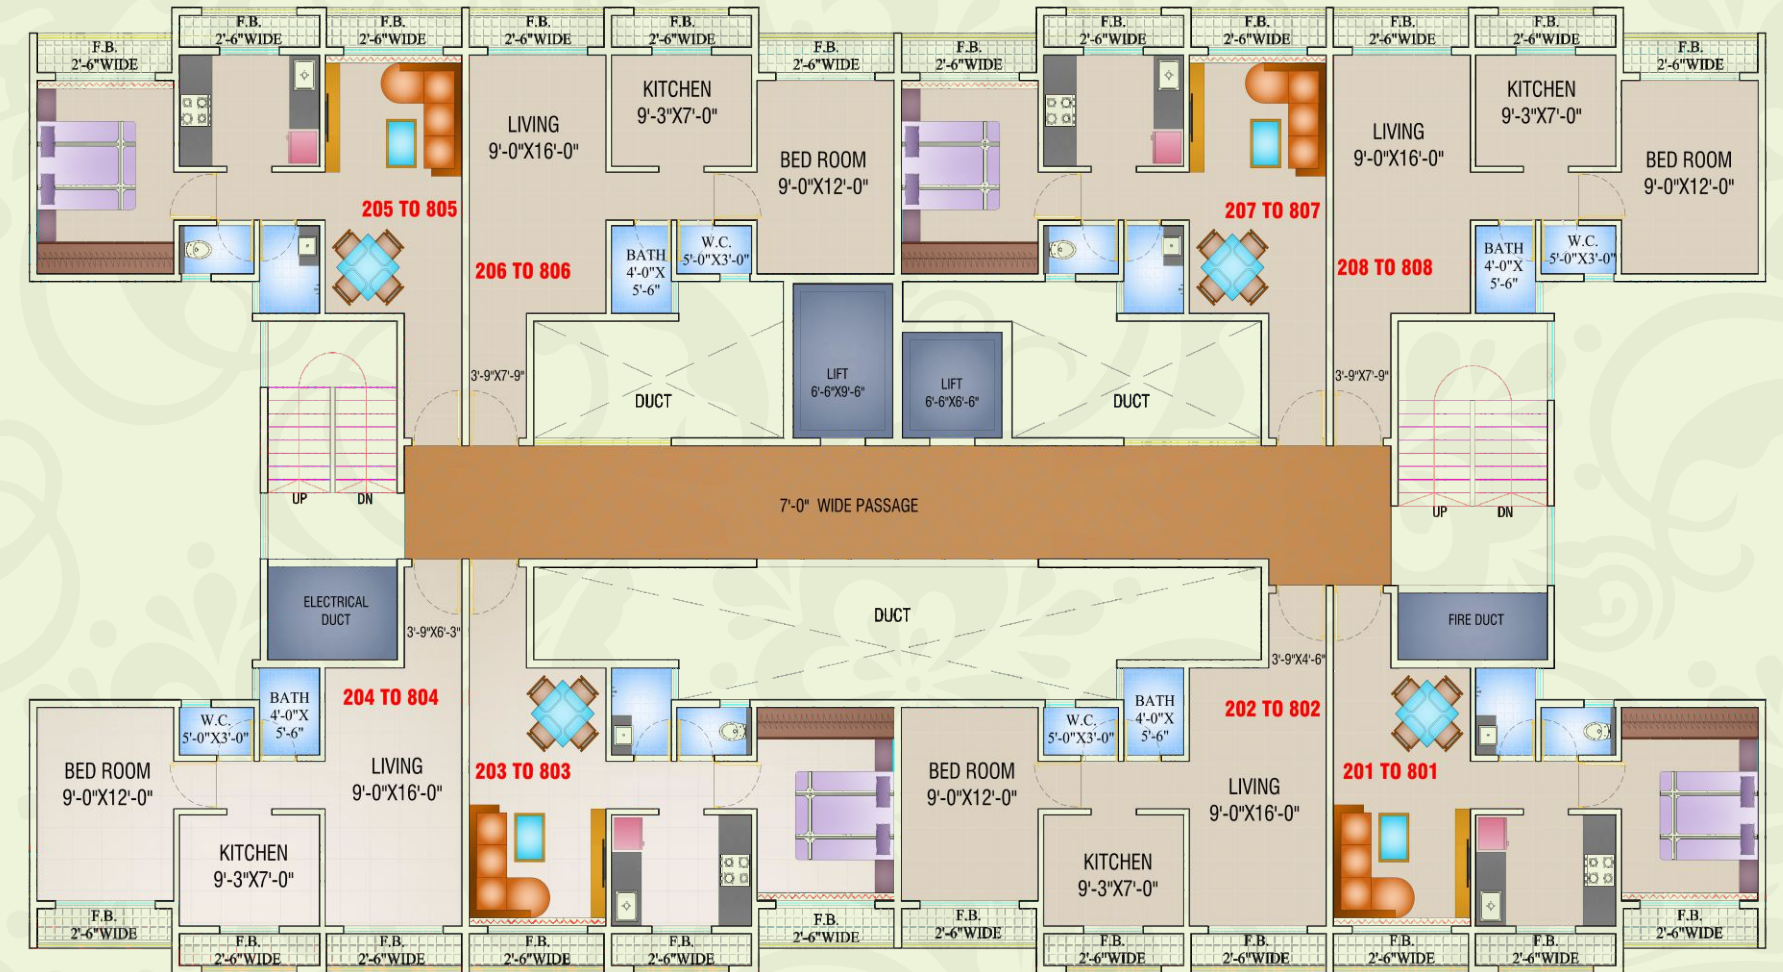 F.B.
2'-6"WIDE
F.B.
2'-6"WIDE
F.B.
2'-6"WIDE
F.B.
2'-6"WIDE
F.B.
2'-6"WIDE
F.B.
2'-6"WIDE
F.B.
2'-6"WIDE
F.B.
2'-6"WIDE
F.B.
2'-6"WIDE
F.B.
2'-6"WIDE
F.B.
2'-6"WIDE
F.B.
2'-6"WIDE
KITCHEN
9'-3"X7'-0"
LIVING
9'-0"X16'-0"
BED ROOM
9'-0"X12'-0"
KITCHEN
9'-3"X7'-0"
LIVING
9'-0"X16'-0"
BED ROOM
9'-0"X12'-0"
205 TO 805
206 TO 806
207 TO 807
208 TO 808
BATH
4'-0"X
5'-6"
W.C.
5'-0"X3'-0"
BATH
4'-0"X
5'-6"
W.C.
5'-0"X3'-0"
3'-9"X7'-9"
DUCT
LIFT
6'-6"X9'-6"
LIFT
6'-6"X6'-6"
DUCT
3'-9"X7'-9"
UP
DN
7'-0" WIDE PASSAGE
UP
DN
ELECTRICAL
DUCT
3'-9"X6'-3"
DUCT
3'-9"X4'-6"
FIRE DUCT
BATH
4'-0"X
5'-6"
W.C.
5'-0"X3'-0"
204 TO 804
203 TO 803
BATH
4'-0"X
5'-6"
W.C.
5'-0"X3'-0"
202 TO 802
201 TO 801
BED ROOM
9'-0"X12'-0"
LIVING
9'-0"X16'-0"
KITCHEN
9'-3"X7'-0"
BED ROOM
9'-0"X12'-0"
LIVING
9'-0"X16'-0"
KITCHEN
9'-3"X7'-0"
F.B.
2'-6"WIDE
F.B.
2'-6"WIDE
F.B.
2'-6"WIDE
F.B.
2'-6"WIDE
F.B.
2'-6"WIDE
F.B.
2'-6"WIDE
F.B.
2'-6"WIDE
F.B.
2'-6"WIDE
F.B.
2'-6"WIDE
F.B.
2'-6"WIDE
F.B.
2'-6"WIDE
F.B.
2'-6"WIDE